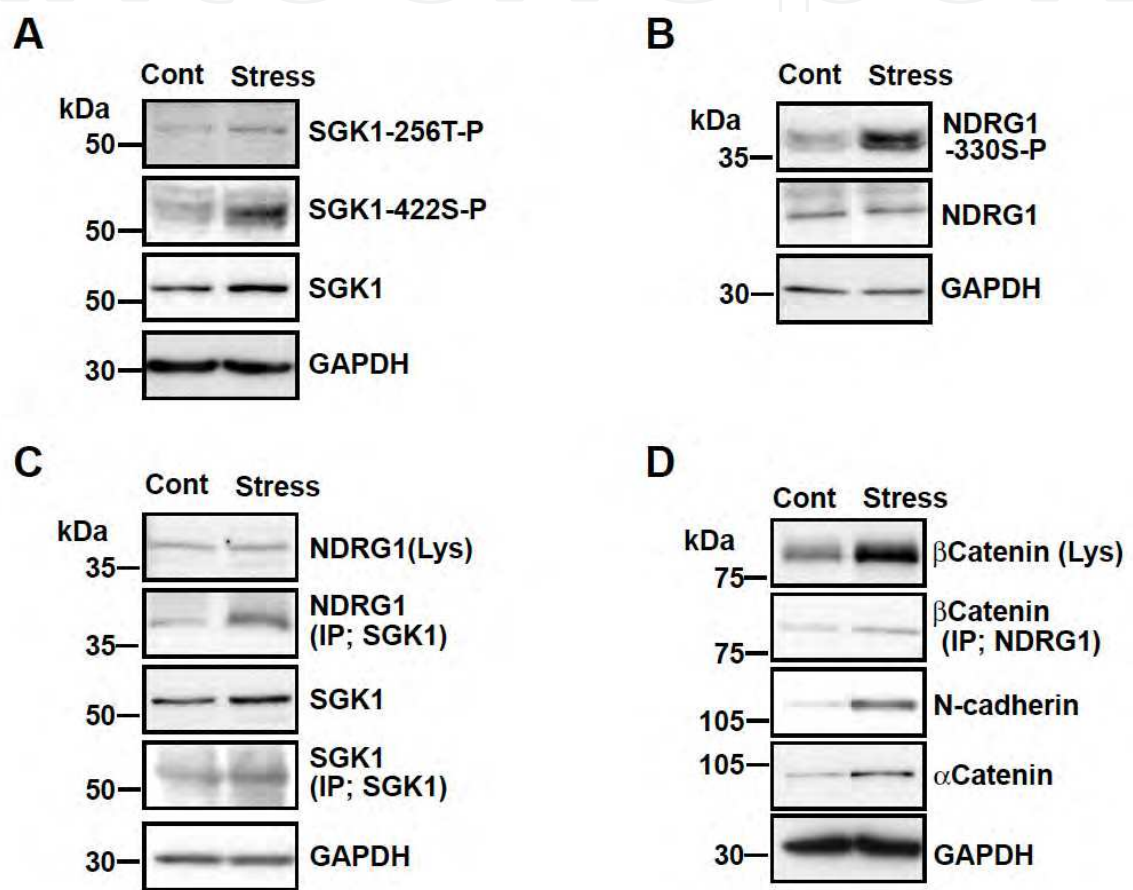 A
Cont Stress
kDa
50 SGK1-256T-P
50 SGK1-422S-P
50 SGK1
30 GAPDH
B
Cont Stress
kDa
35 NDRG1
-330S-P
NDRG1
30 GAPDH
C
Cont Stress
kDa
35 NDRG1(Lys)
NDRG1
35 (IP; SGK1)
50 SGK1
SGK1
50 (IP; SGK1)
30 GAPDH
D
Cont Stress
kDa
75 βCatenin (Lys)
βCatenin
75 (IP; NDRG1)
105 N-cadherin
105 αCatenin
30 GAPDH